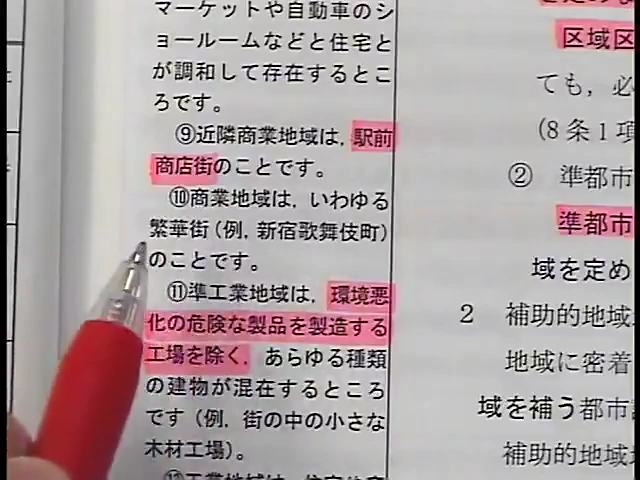 マーケットや自動車のシ
ョールームなどと住宅と
が調和して存在するとこ
ろです。
⑨近隣商業地域は，駅前
商店街のことです。
⑩商業地域は，いわゆる
繁華街（例，新宿歌舞伎町）
のことです。
⑪準工業地域は，環境悪
化の危険な製品を製造する
工場を除く，あらゆる種類
の建物が混在するところ
です（例，街の中の小さな
木材工場）。
区域区
ても，必
(8条1項
② 準都市
準都市
域を定め
2 補助的地域
地域に密着
域を補う都市
補助的地域